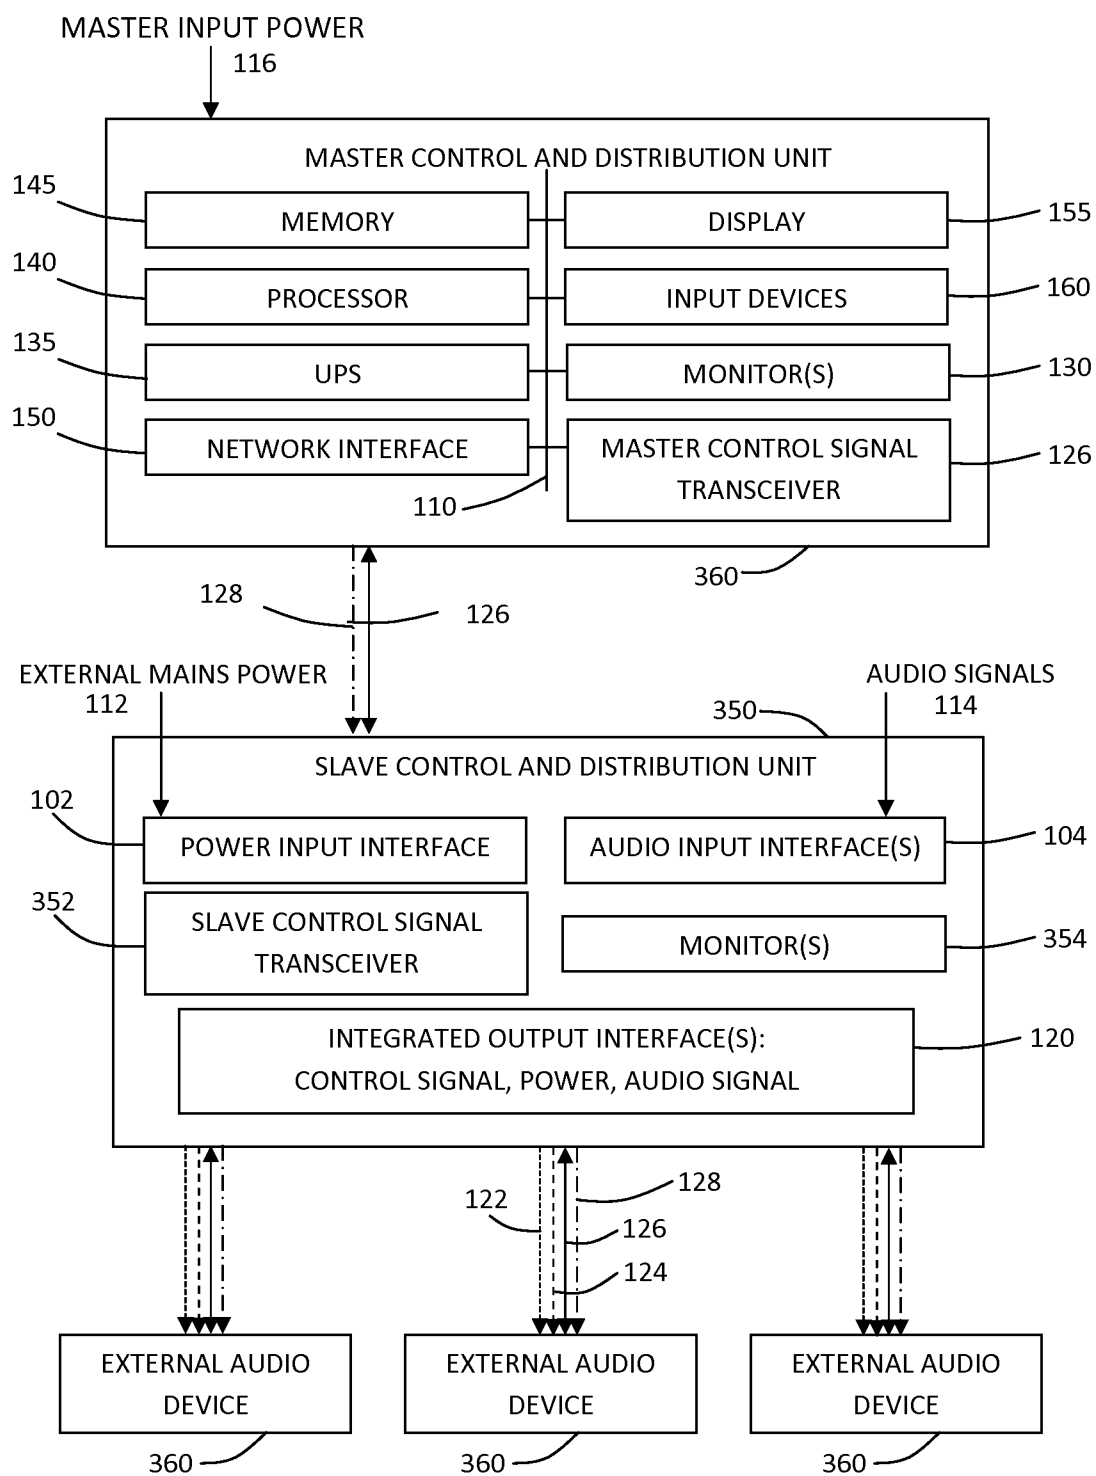 MASTER INPUT POWER
116
MASTER CONTROL AND DISTRIBUTION UNIT
145
MEMORY
DISPLAY
155
140
PROCESSOR
INPUT DEVICES
160
135
UPS
MONITOR(S)
130
150
NETWORK INTERFACE
MASTER CONTROL SIGNAL
TRANSCEIVER
126
110
360
128
126
EXTERNAL MAINS POWER
112
AUDIO SIGNALS
114
350
SLAVE CONTROL AND DISTRIBUTION UNIT
102
POWER INPUT INTERFACE
AUDIO INPUT INTERFACE(S)
104
352
SLAVE CONTROL SIGNAL
TRANSCEIVER
MONITOR(S)
354
INTEGRATED OUTPUT INTERFACE(S):
CONTROL SIGNAL, POWER, AUDIO SIGNAL
120
122
128
126
124
EXTERNAL AUDIO
DEVICE
EXTERNAL AUDIO
DEVICE
EXTERNAL AUDIO
DEVICE
360
360
360